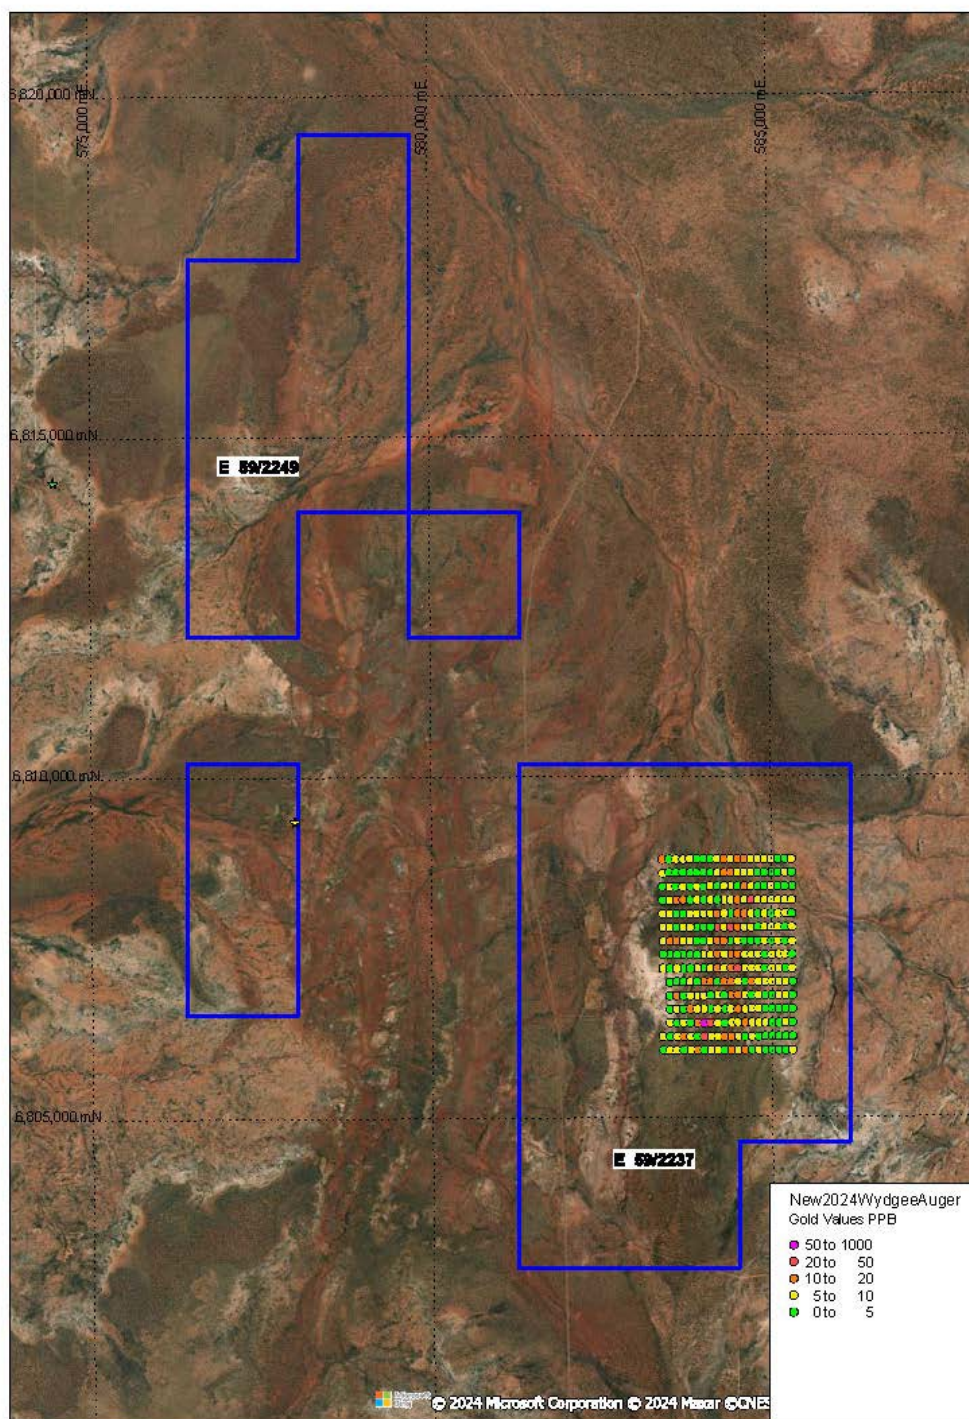 6,820,000 mN
575,000 mE
580,000 mE
585,000 mE
6,815,000 mN
E 59/2249
6,810,000 mN
6,805,000 mN
E 59/2237
New2024WydgeeAuger
Gold Values PPB
50 to 1000
20 to 50
10 to 20
5 to 10
0 to 5
Microsoft
© 2024 Microsoft Corporation © 2024 Maxar ©CNES